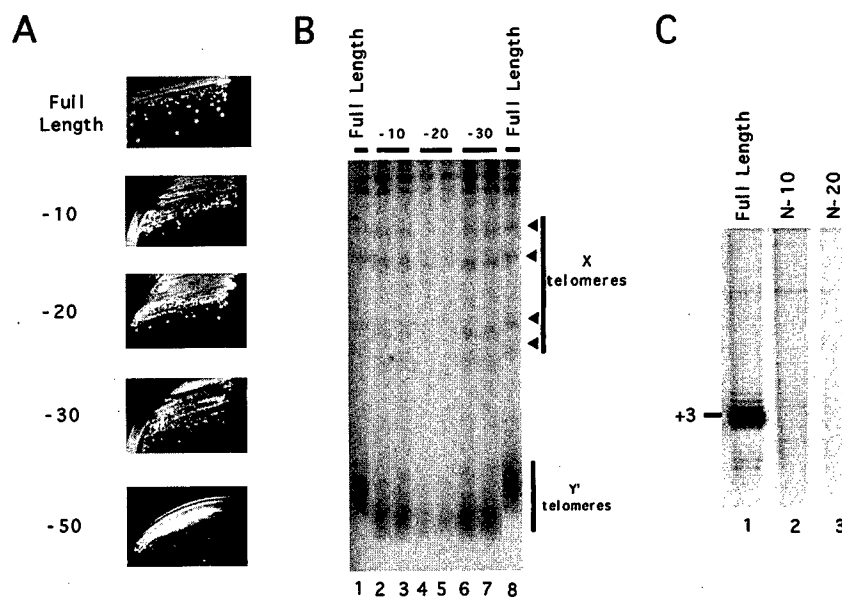 A
Full
Length
-10
-20
-30
-50
B
Full Length
-10
-20
-30
Full Length
X
telomeres
Y'
telomeres
1 2 3 4 5 6 7 8
C
Full Length
N-10
N-20
+3
1 2 3